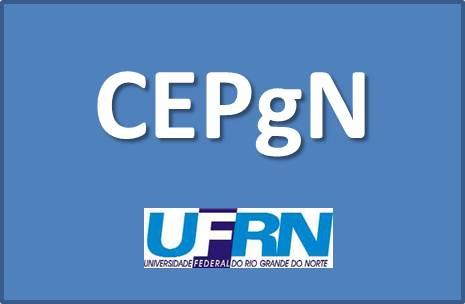 CEPgN
UFRN
UNIVERSIDADE FEDERAL DO RIO GRANDE DO NORTE